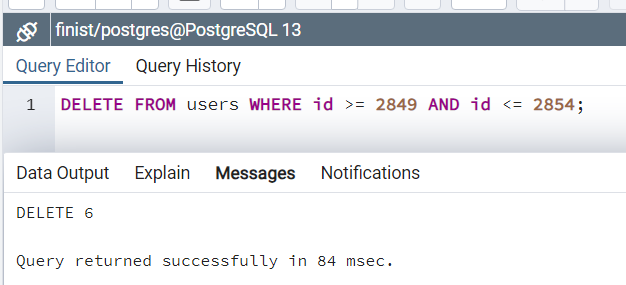 finist/postgres@PostgreSQL 13
Query Editor Query History
1 DELETE FROM users WHERE id >= 2849 AND id <= 2854;
Data Output Explain Messages Notifications
DELETE 6
Query returned successfully in 84 msec.